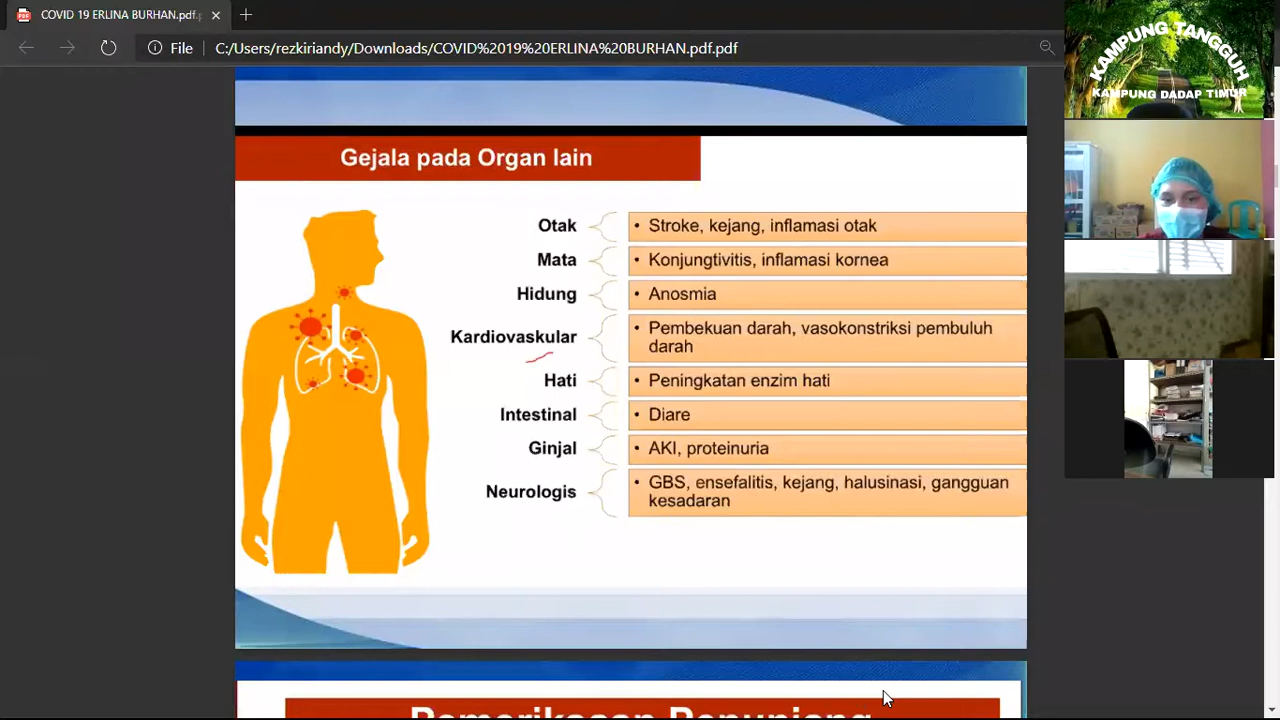 COVID 19 ERLINA BURHAN.pdf.p
File
C:/Users/rezkiriandy/Downloads/COVID%2019%20ERLINA%20BURHAN.pdf.pdf
KAMPUNG TANGGUH
KAMPUNG DADAP TIMUR
Gejala pada Organ lain
Otak
• Stroke, kejang, inflamasi otak
Mata
• Konjungtivitis, inflamasi kornea
Hidung
• Anosmia
Kardiovaskular
• Pembekuan darah, vasokonstriksi pembuluh
darah
Hati
• Peningkatan enzim hati
Intestinal
• Diare
Ginjal
• AKI, proteinuria
Neurologis
• GBS, ensefalitis, kejang, halusinasi, gangguan
kesadaran
Pemeriksaan Penunjang